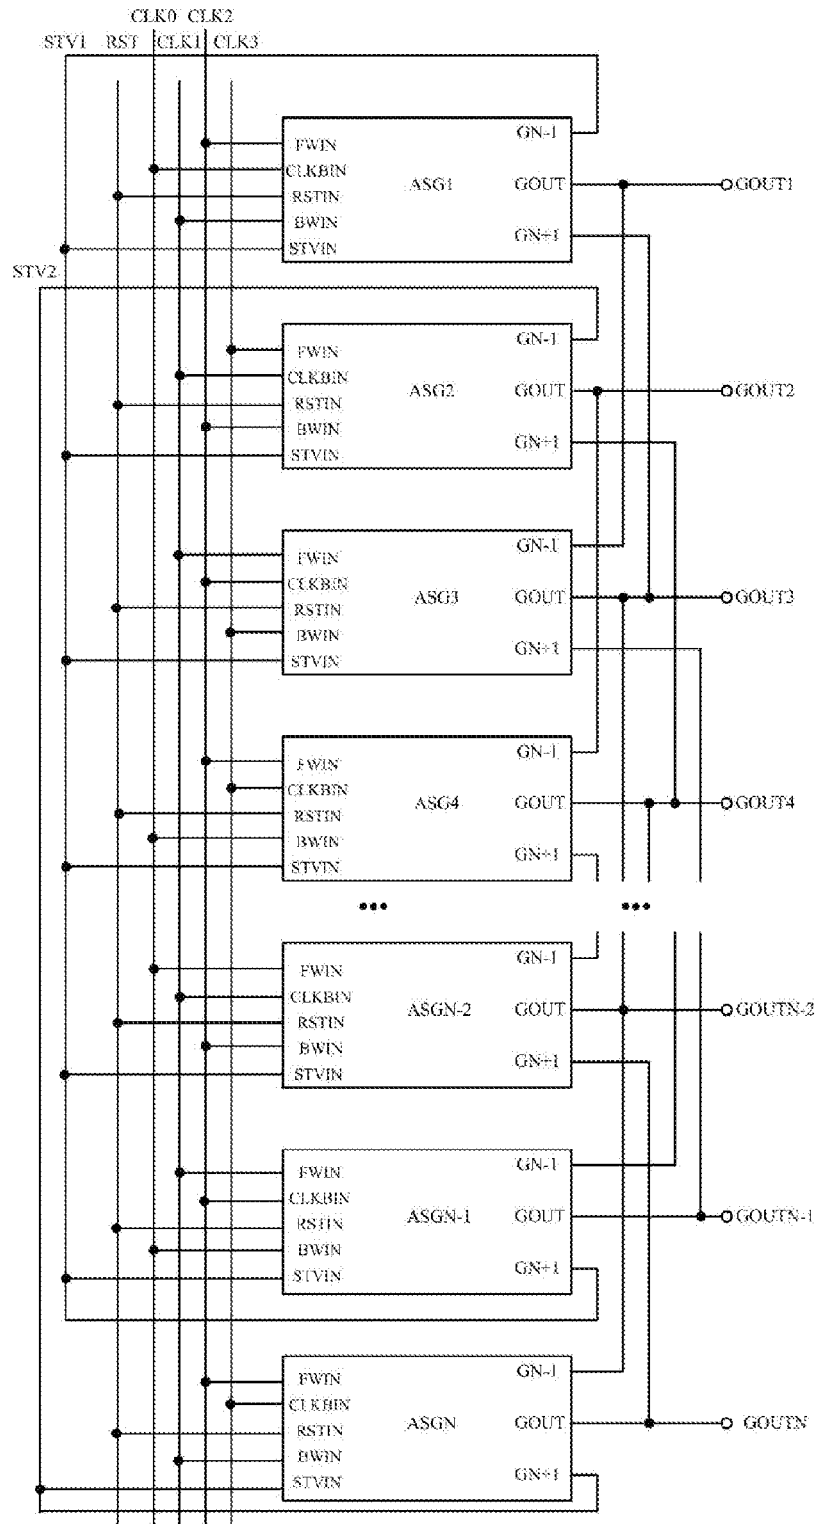 CLK0 CLK2
STV1 RST CLK1 CLK3
GN-1
FWIN
CLKBIN
ASG1
GOUT
GOUT1
RSTIN
BWIN
GN+1
STVIN
STV2
GN-1
FWIN
CLKBIN
ASG2
GOUT
GOUT2
RSTIN
BWIN
GN+1
STVIN
GN-1
FWIN
CLKBIN
ASG3
GOUT
GOUT3
RSTIN
BWIN
GN+1
STVIN
GN-1
FWIN
CLKBIN
ASG4
GOUT
GOUT4
RSTIN
BWIN
GN+1
STVIN
•••
•••
GN-1
FWIN
CLKBIN
ASGN-2
GOUT
GOUTN-2
RSTIN
BWIN
GN+1
STVIN
GN-1
FWIN
CLKBIN
ASGN-1
GOUT
GOUTN-1
RSTIN
BWIN
GN+1
STVIN
GN-1
FWIN
CLKBIN
ASGN
GOUT
GOUTN
RSTIN
BWIN
GN+1
STVIN